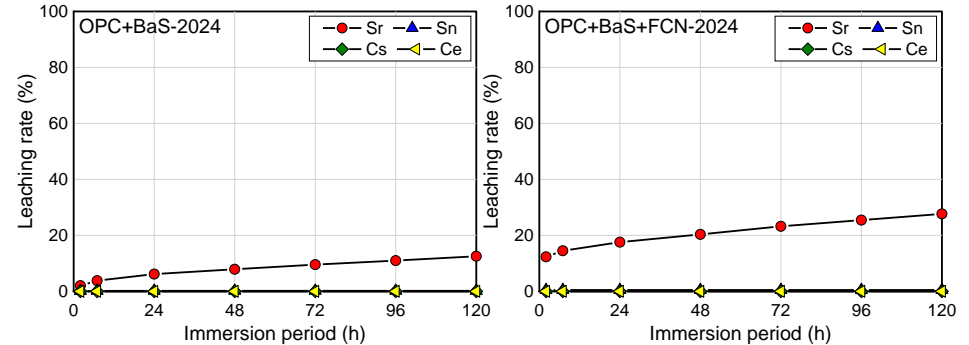 OPC+BaS-2024
Sr
Sn
Cs
Ce
100
80
60
40
20
0
Leaching rate (%)
0 24 48 72 96 120
Immersion period (h)
OPC+BaS+FCN-2024
Sr
Sn
Cs
Ce
100
80
60
40
20
0
Leaching rate (%)
0 24 48 72 96 120
Immersion period (h)